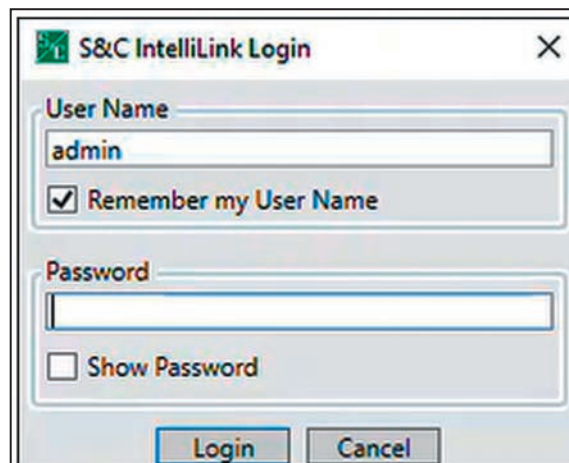 S&C IntelliLink Login
User Name
admin
Remember my User Name
Password
Show Password
Login Cancel